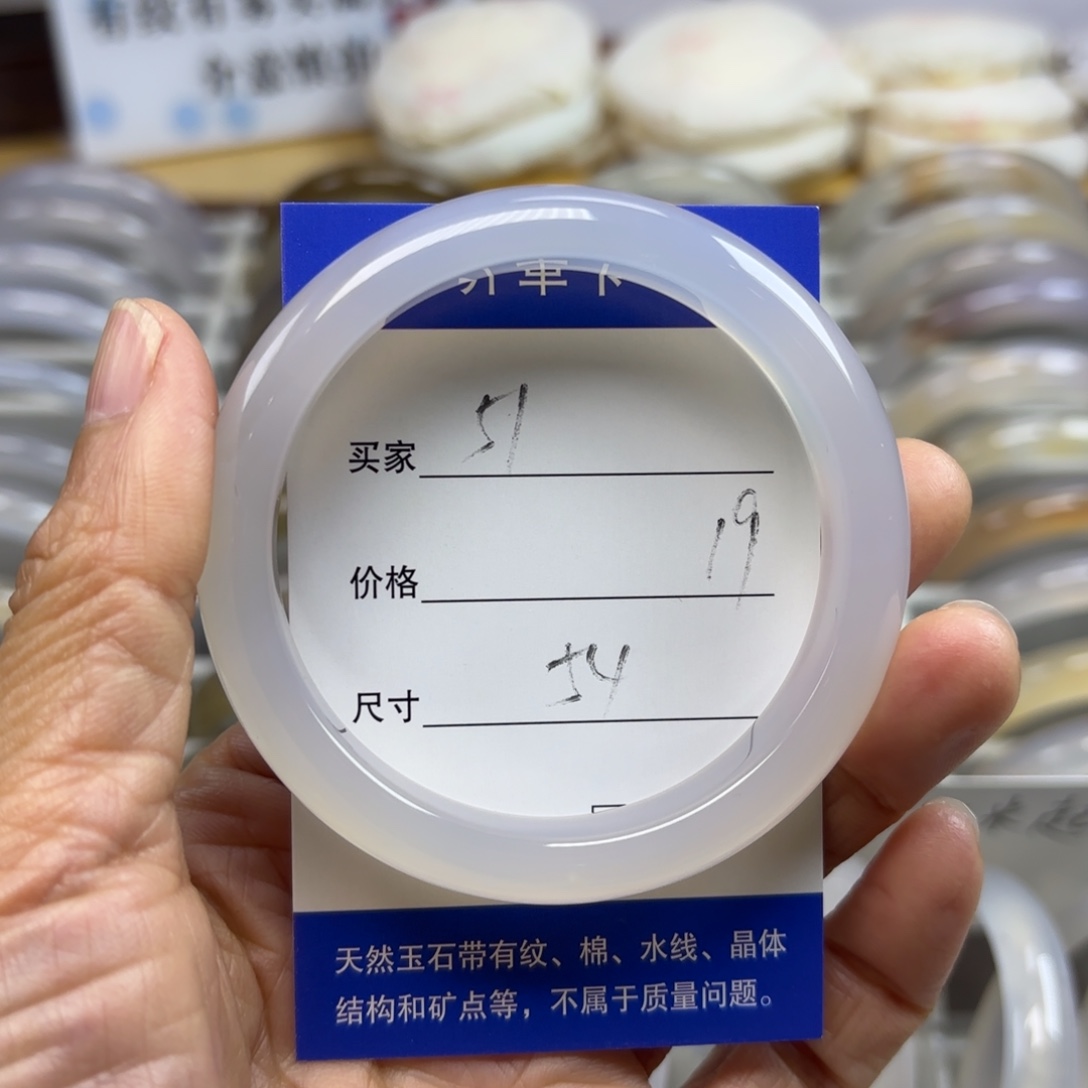 买家 51
价格 19
尺寸 54
天然玉石带有纹、棉、水线、晶体
结构和矿点等，不属于质量问题。